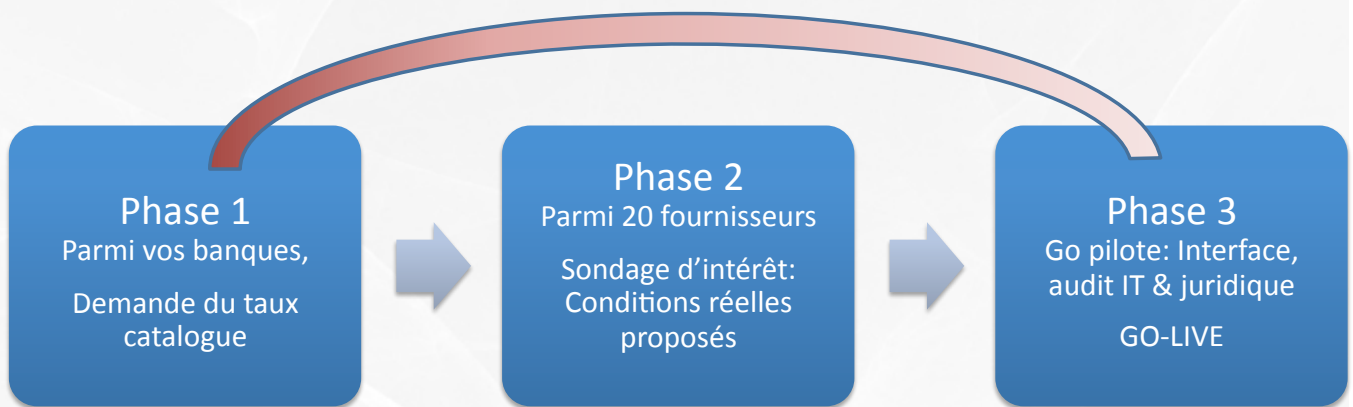 Phase 1
Parmi vos banques,
Demande du taux
catalogue
Phase 2
Parmi 20 fournisseurs
Sondage d’intérêt:
Conditions réelles
proposés
Phase 3
Go pilote: Interface,
audit IT & juridique
GO-LIVE